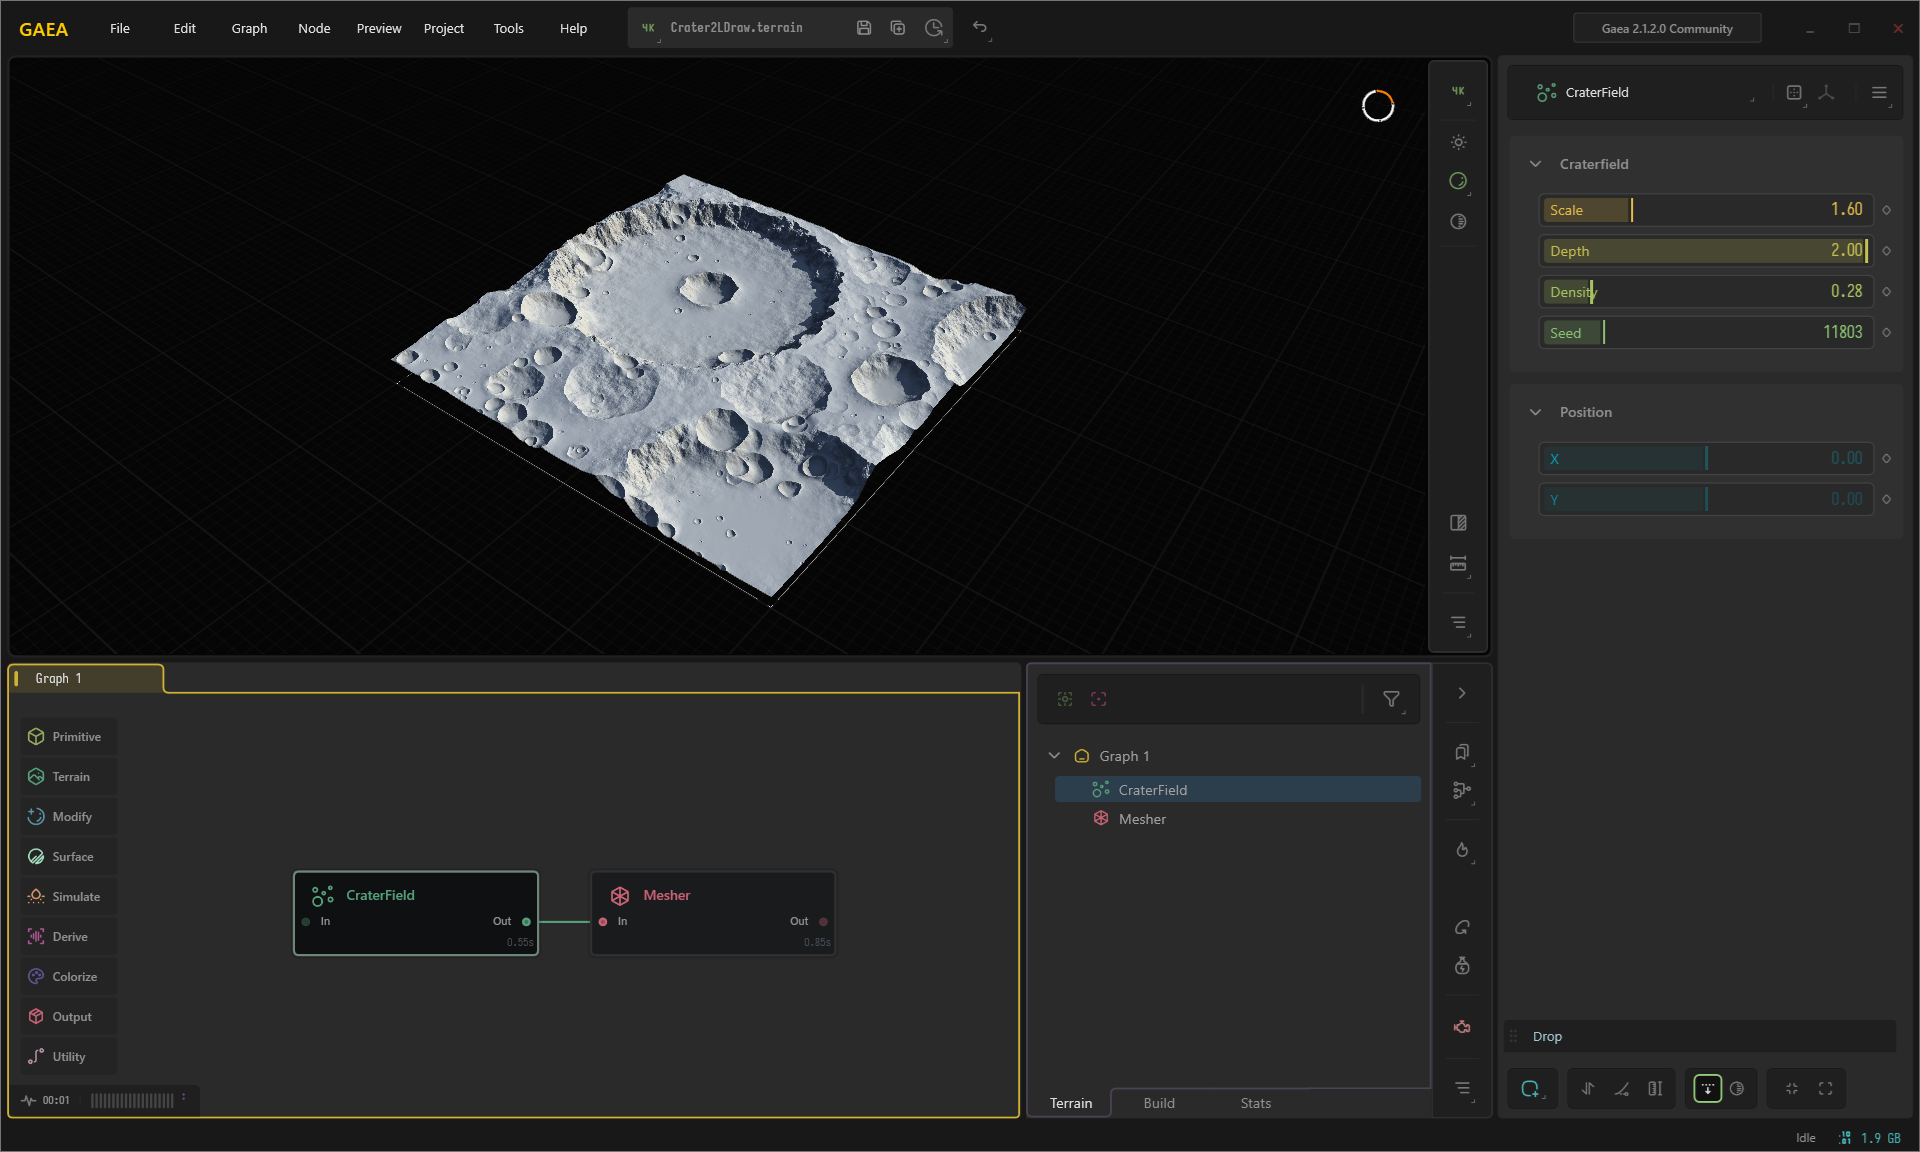 GAEA File Edit Graph Node Preview Project Tools Help 4K Crater2LDraw.terrain Gaea 2.1.2.0 Community
4K
CraterField
Craterfield
Scale 1.60
Depth 2.00
Density 0.28
Seed 11803
Position
X 0.00
Y 0.00
Graph 1
Primitive
Terrain
Modify
Surface
Simulate
Derive
Colorize
Output
Utility
00:01
CraterField
In Out
0.55s
Mesher
In Out
0.85s
Graph 1
CraterField
Mesher
Terrain Build Stats
Drop
Idle 1.9 GB